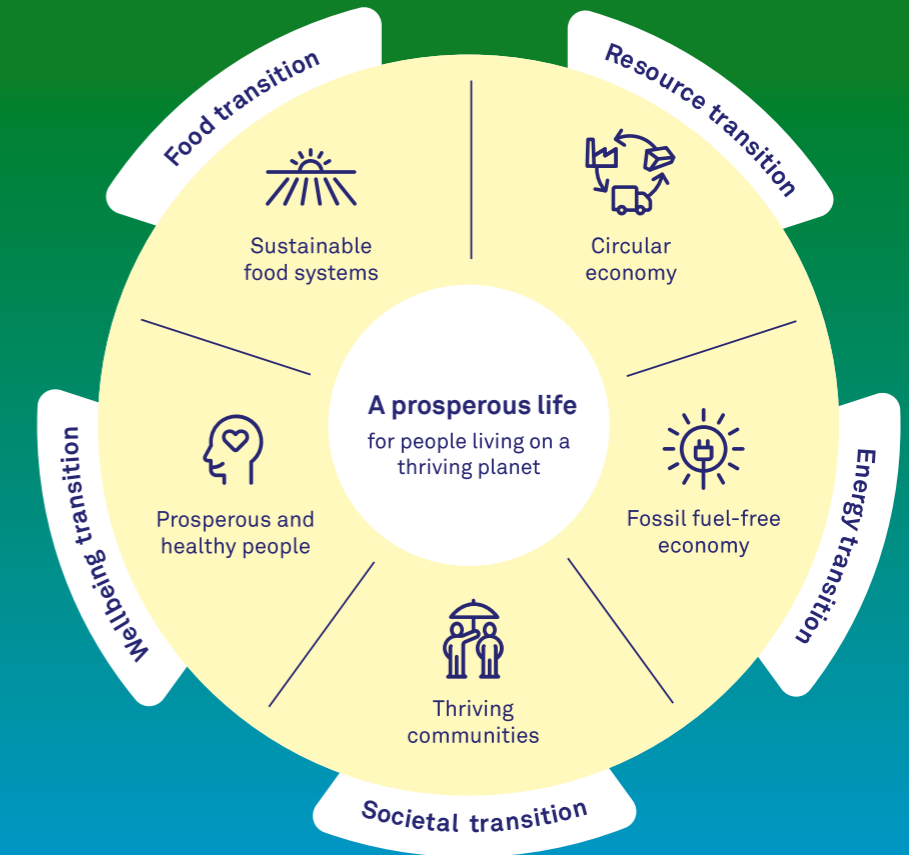 Food transition
Resource transition
Sustainable
food systems
Circular
economy
A prosperous life
for people living on a
thriving planet
Wellbeing transition
Prosperous and
healthy people
Fossil fuel-free
economy
Energy transition
Thriving
communities
Societal transition